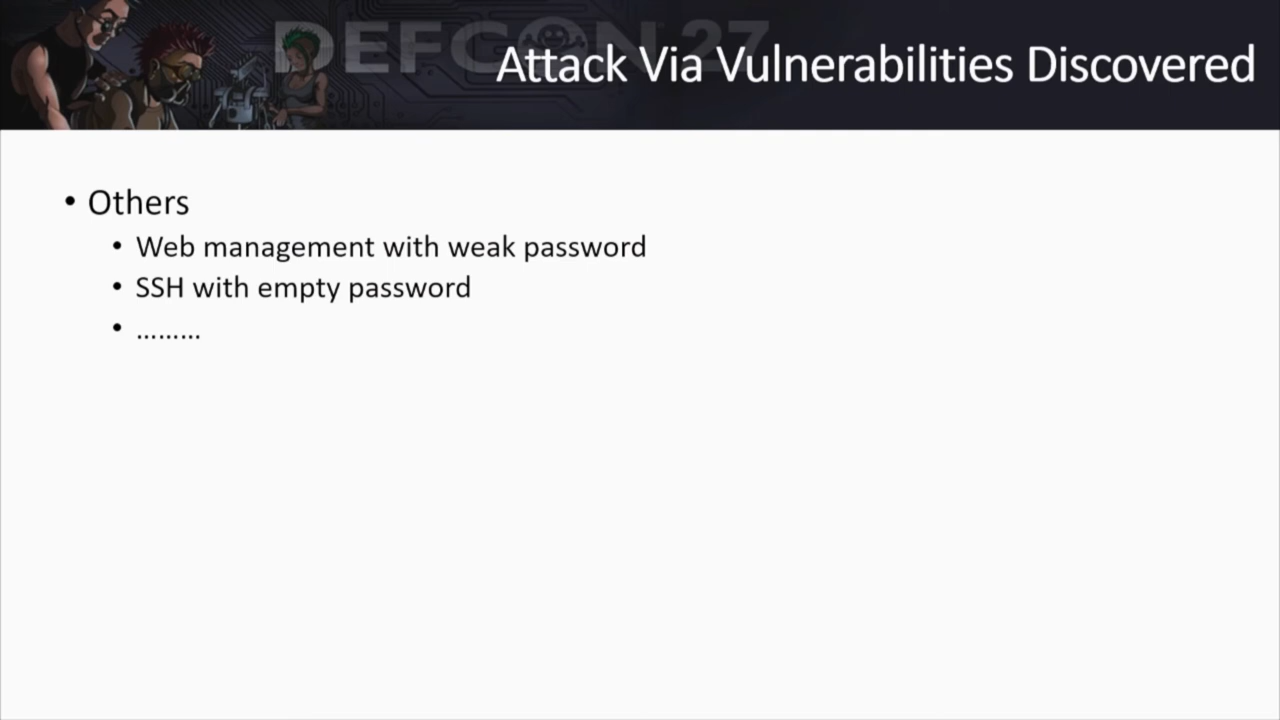 DEFCON 27
Attack Via Vulnerabilities Discovered
• Others
• Web management with weak password
• SSH with empty password
• ………